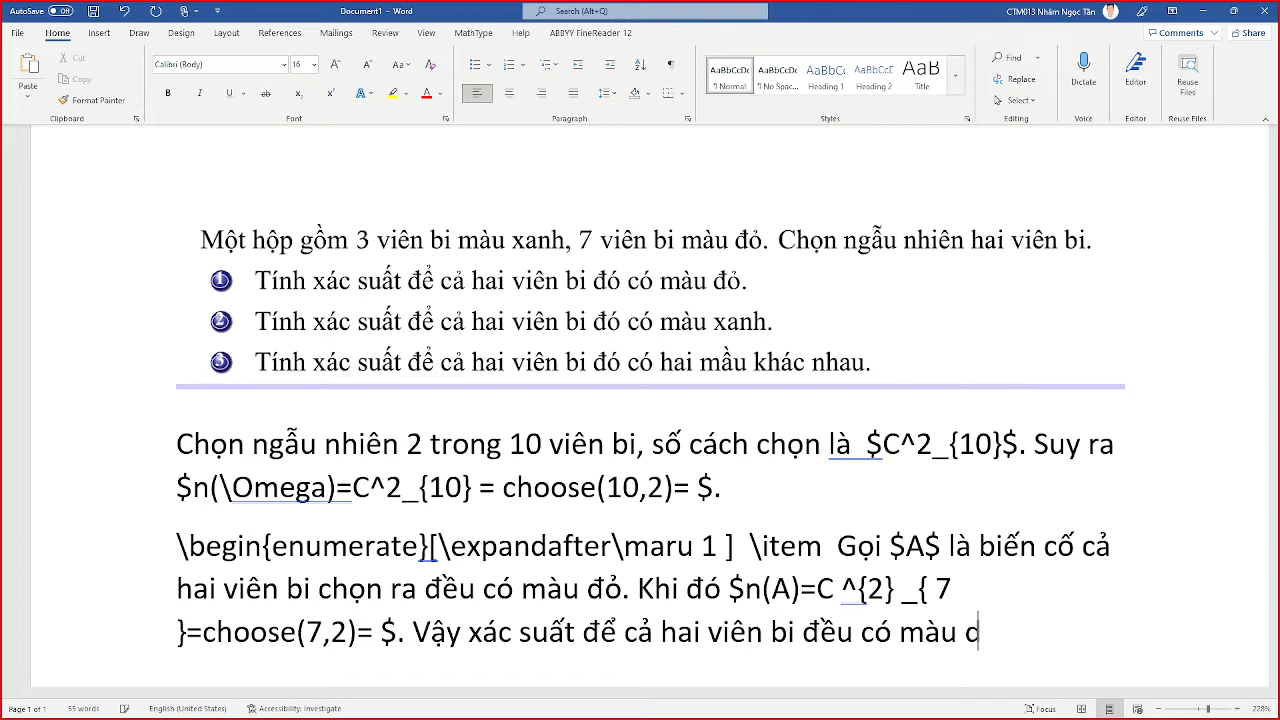 AutoSave Off Document1 - Word Search (Alt+Q) CTM013 Nhâm Ngọc Tân
File Home Insert Draw Design Layout References Mailings Review View MathType Help ABBYY FineReader 12 Comments Share
Paste
Cut
Copy
Format Painter
Clipboard
Calibri (Body) 16
Font
Paragraph
AaBbCcDc ¶ Normal
AaBbCcDc ¶ No Spac...
AaBbCc Heading 1
AaBbCcC Heading 2
AaB Title
Styles
Find
Replace
Select
Editing
Dictate
Voice
Editor
Editor
Reuse Files
Reuse Files
Một hộp gồm 3 viên bi màu xanh, 7 viên bi màu đỏ. Chọn ngẫu nhiên hai viên bi.
1 Tính xác suất để cả hai viên bi đó có màu đỏ.
2 Tính xác suất để cả hai viên bi đó có màu xanh.
3 Tính xác suất để cả hai viên bi đó có hai mầu khác nhau.
Chọn ngẫu nhiên 2 trong 10 viên bi, số cách chọn là $C^2_{10}$. Suy ra
$n(\Omega)=C^2_{10} = choose(10,2)= $.
\begin{enumerate}[\expandafter\maru 1 ] \item Gọi $A$ là biến cố cả
hai viên bi chọn ra đều có màu đỏ. Khi đó $n(A)=C ^{2} _{ 7
}=choose(7,2)= $. Vậy xác suất để cả hai viên bi đều có màu d
Page 1 of 1 55 words English (United States) Accessibility: Investigate Focus 228%